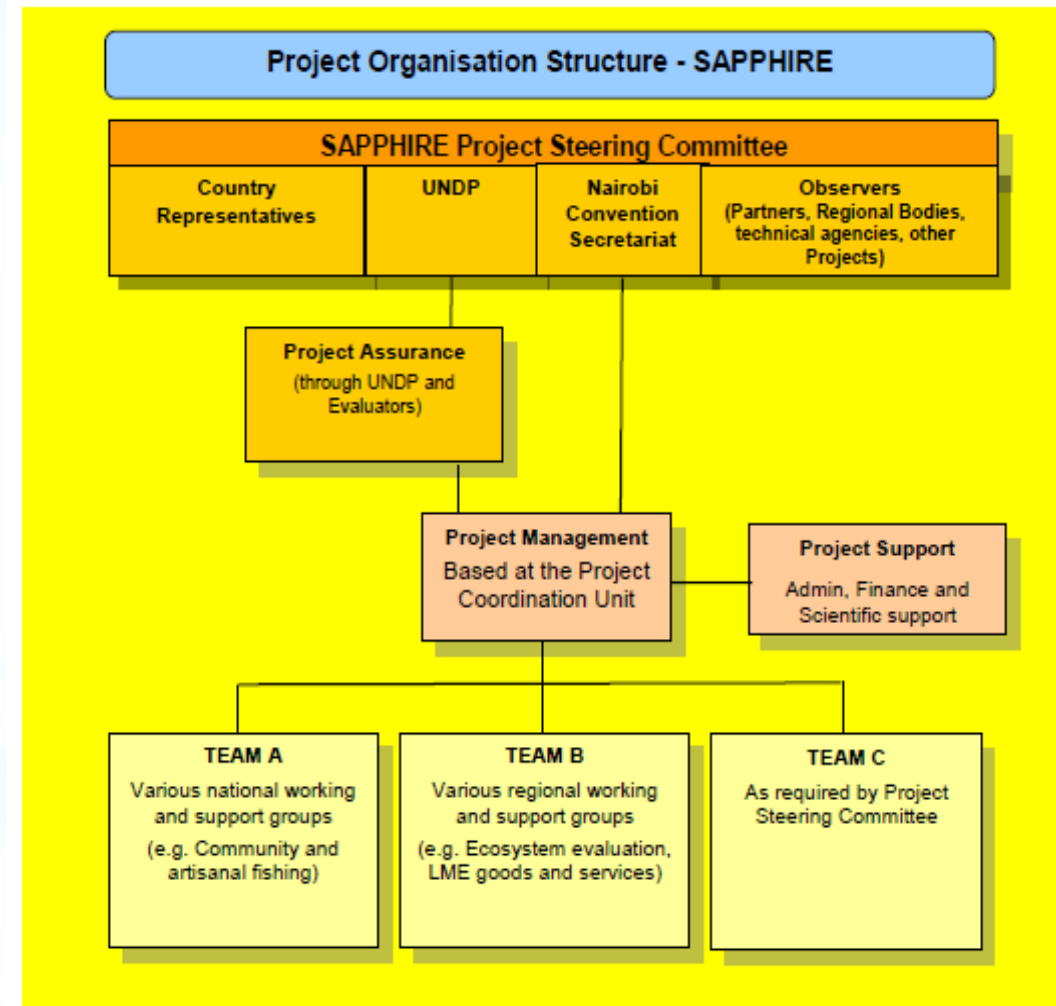 Project Organisation Structure - SAPPHIRE
SAPPHIRE Project Steering Committee
Country
Representatives
UNDP
Nairobi
Convention
Secretariat
Observers
(Partners, Regional Bodies,
technical agencies, other
Projects)
Project Assurance
(through UNDP and
Evaluators)
Project Management
Based at the Project
Coordination Unit
Project Support
Admin, Finance and
Scientific support
TEAM A
Various national working
and support groups
(e.g. Community and
artisanal fishing)
TEAM B
Various regional working
and support groups
(e.g. Ecosystem evaluation,
LME goods and services)
TEAM C
As required by Project
Steering Committee